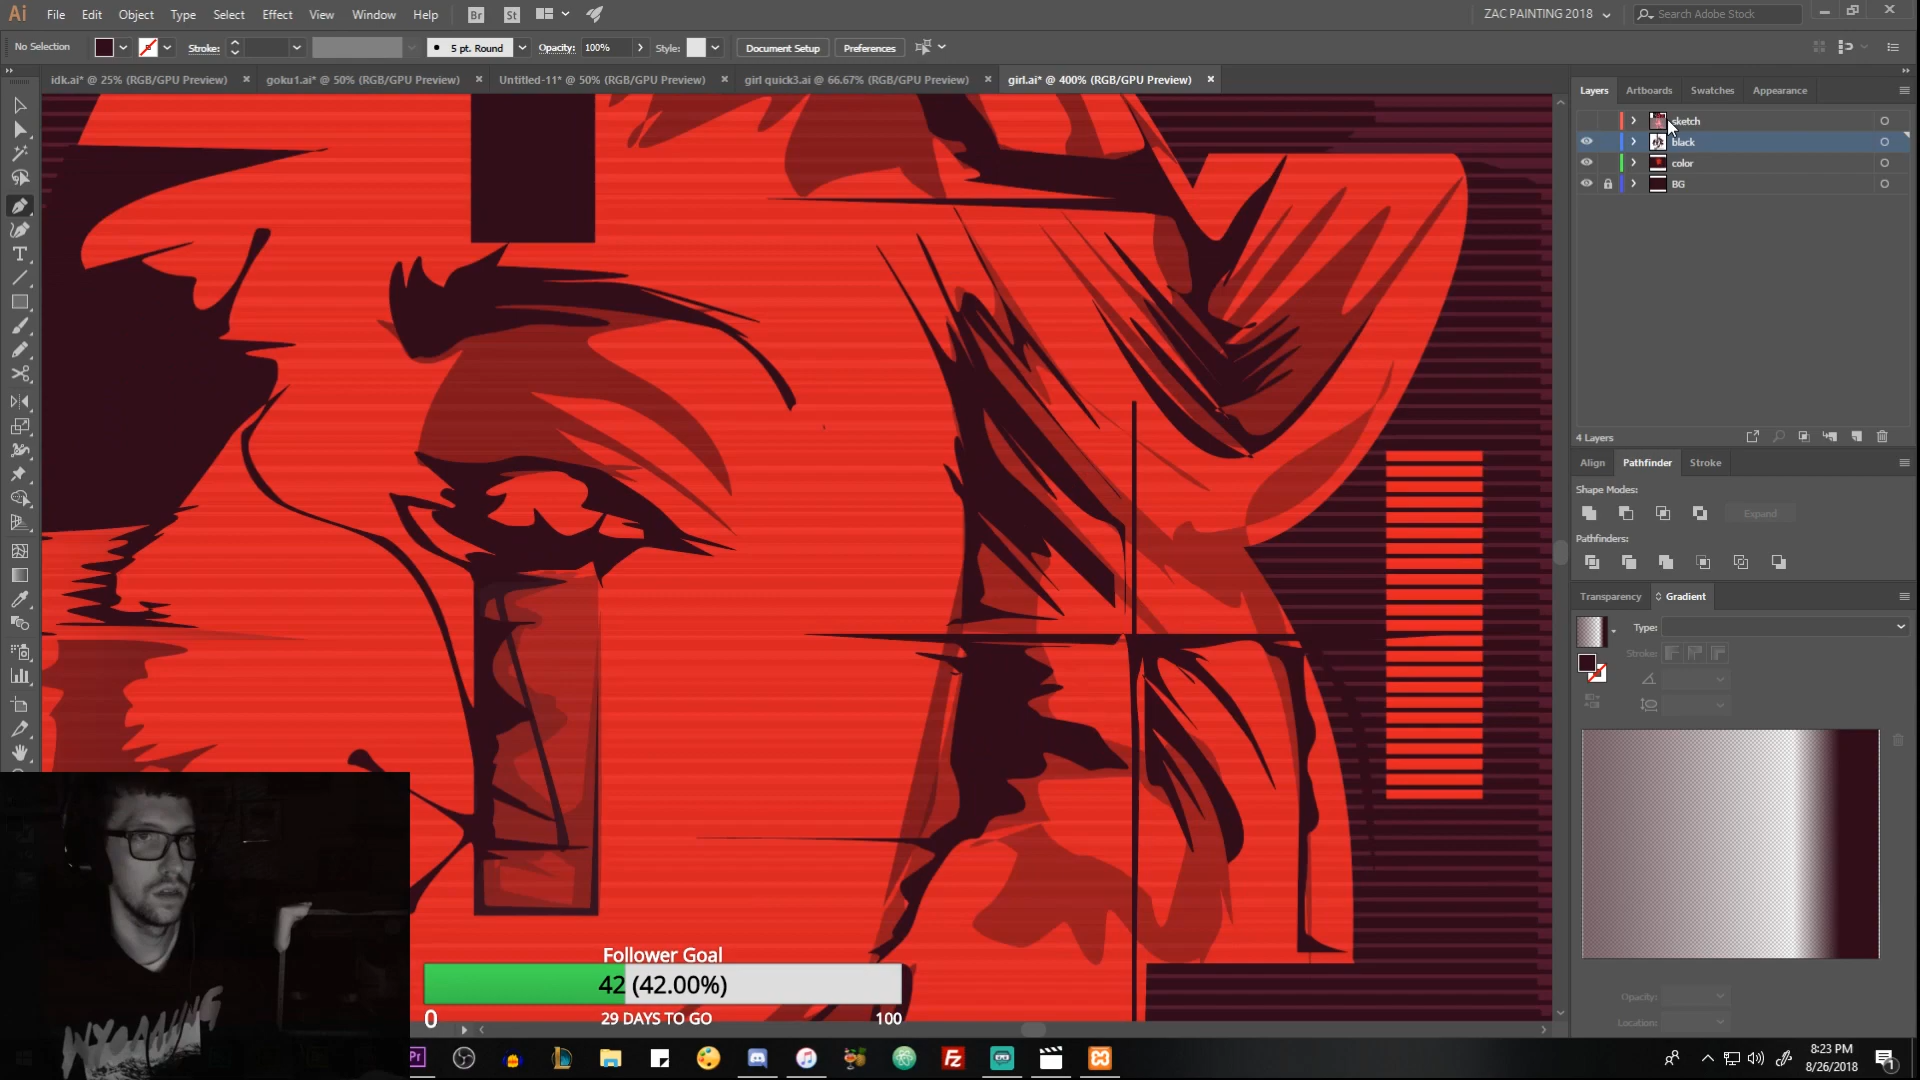 Ai File Edit Object Type Select Effect View Window Help Br St ZAC PAINTING 2018 Search Adobe Stock
No Selection Stroke: 5 pt. Round Opacity: 100% Style: Document Setup Preferences
idk.ai* @ 25% (RGB/GPU Preview) × goku1.ai* @ 50% (RGB/GPU Preview) × Untitled-11* @ 50% (RGB/GPU Preview) × girl quick3.ai @ 66.67% (RGB/GPU Preview) × girl.ai* @ 400% (RGB/GPU Preview) ×
Layers Artboards Swatches Appearance
sketch
black
color
BG
4 Layers
Align Pathfinder Stroke
Shape Modes:
Expand
Pathfinders:
Transparency Gradient
Type:
Stroke:
Opacity:
Location:
WYOMING
Follower Goal
42 (42.00%)
0 29 DAYS TO GO 100
Pr Fz
8:23 PM
8/26/2018
1